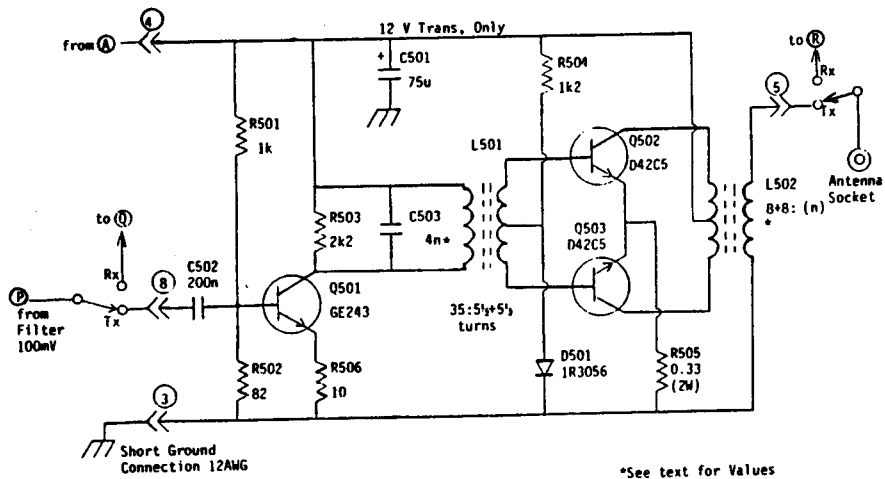 12 V Trans, Only
4
from A
to R
+ C501
75u
R504
1k2
5
Rx
Tx
R501
1k
L501
Q502
D42C5
Antenna
Socket
L502
8+8: (n)
*
to Q
R503
2k2
C503
4n*
Q503
D42C5
Rx
C502
200n
8
P
from
Filter
100mV
Tx
Q501
GE243
35:5½+5½
turns
R502
82
R506
10
D501
1R3056
R505
0.33
(2W)
3
Short Ground
Connection 12AWG
*See text for Values